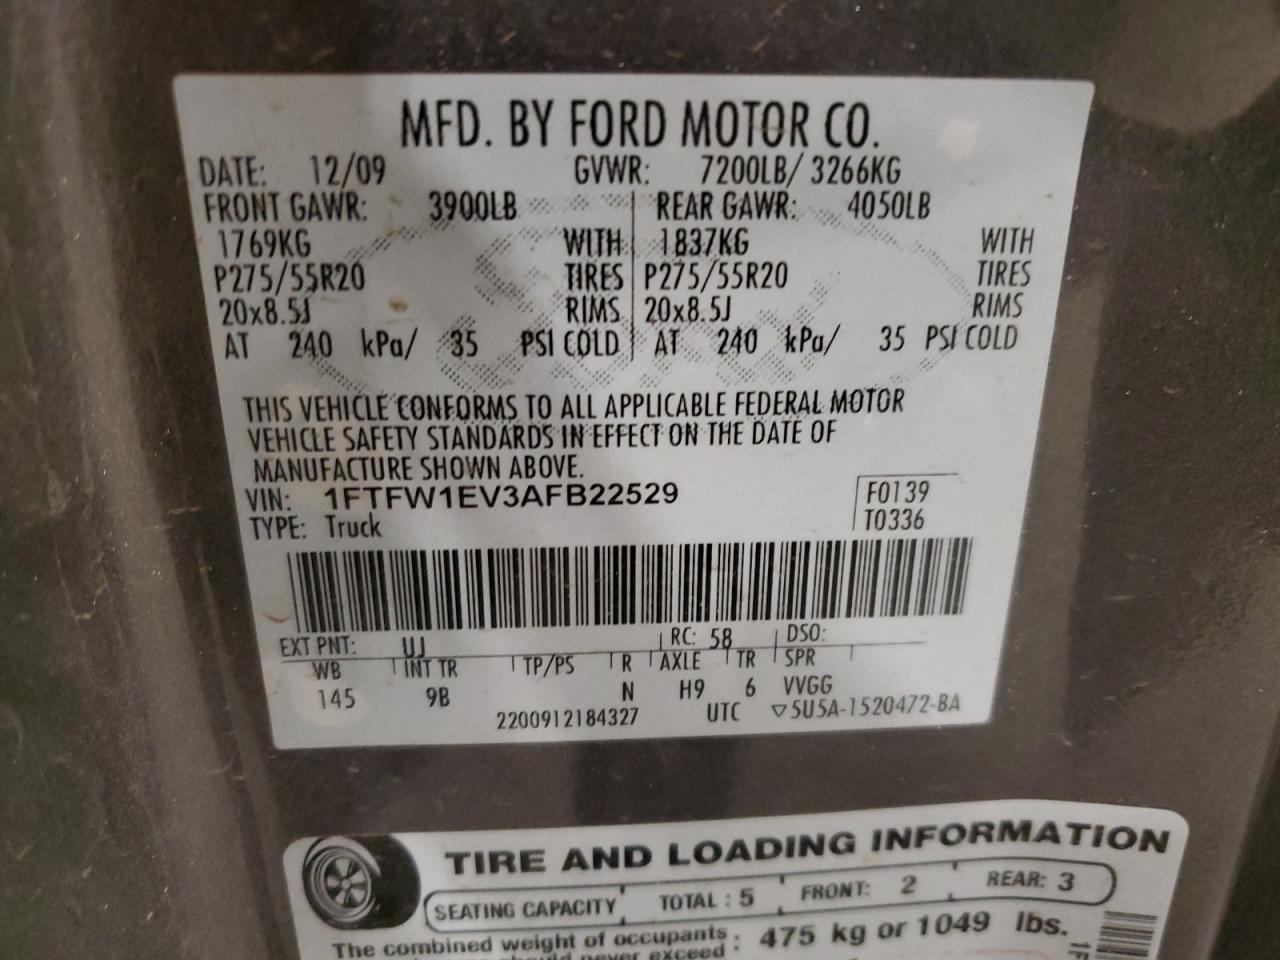 MFD. BY FORD MOTOR CO.
DATE: 12/09 GVWR: 7200LB/ 3266KG
FRONT GAWR: 3900LB REAR GAWR: 4050LB
1769KG WITH 1837KG WITH
P275/55R20 TIRES P275/55R20 TIRES
20x8.5J RIMS 20x8.5J RIMS
AT 240 kPa/ 35 PSI COLD AT 240 kPa/ 35 PSI COLD
THIS VEHICLE CONFORMS TO ALL APPLICABLE FEDERAL MOTOR
VEHICLE SAFETY STANDARDS IN EFFECT ON THE DATE OF
MANUFACTURE SHOWN ABOVE.
VIN: 1FTFW1EV3AFB22529 F0139
TYPE: Truck T0336
EXT PNT: UJ RC: 58 DSO:
WB INT TR TP/PS R AXLE TR SPR
145 9B N H9 6 VVGG
2200912184327 UTC ▽5U5A-1520472-BA
TIRE AND LOADING INFORMATION
SEATING CAPACITY TOTAL : 5 FRONT: 2 REAR: 3
The combined weight of occupants : 475 kg or 1049 lbs.
should never exceed
1F